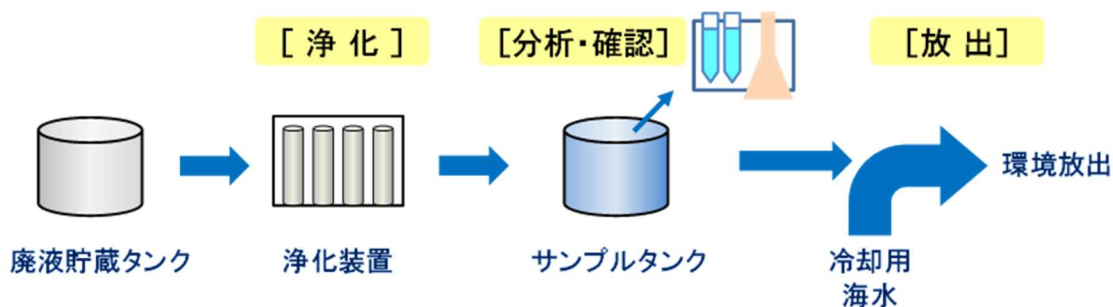 [ 浄 化 ]
[分析・確認]
[放 出]
環境放出
廃液貯蔵タンク
浄化装置
サンプルタンク
冷却用
海水